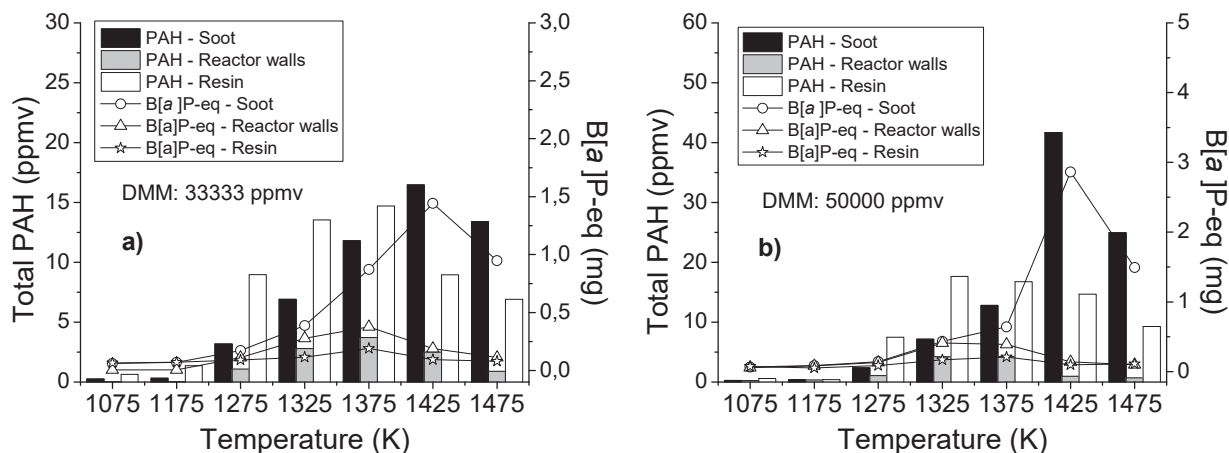 30
25
20
15
10
5
0
Total PAH (ppmv)
PAH - Soot
PAH - Reactor walls
PAH - Resin
B[a ]P-eq - Soot
B[a]P-eq - Reactor walls
B[a]P-eq - Resin
DMM: 33333 ppmv
a)
3,0
2,5
2,0
1,5
1,0
0,5
0,0
B[a ]P-eq (mg)
1075 1175 1275 1325 1375 1425 1475
Temperature (K)
60
50
40
30
20
10
0
Total PAH (ppmv)
PAH - Soot
PAH - Reactor walls
PAH - Resin
B[a ]P-eq - Soot
B[a]P-eq - Reactor walls
B[a]P-eq - Resin
DMM: 50000 ppmv
b)
5
4
3
2
1
0
B[a ]P-eq (mg)
1075 1175 1275 1325 1375 1425 1475
Temperature (K)